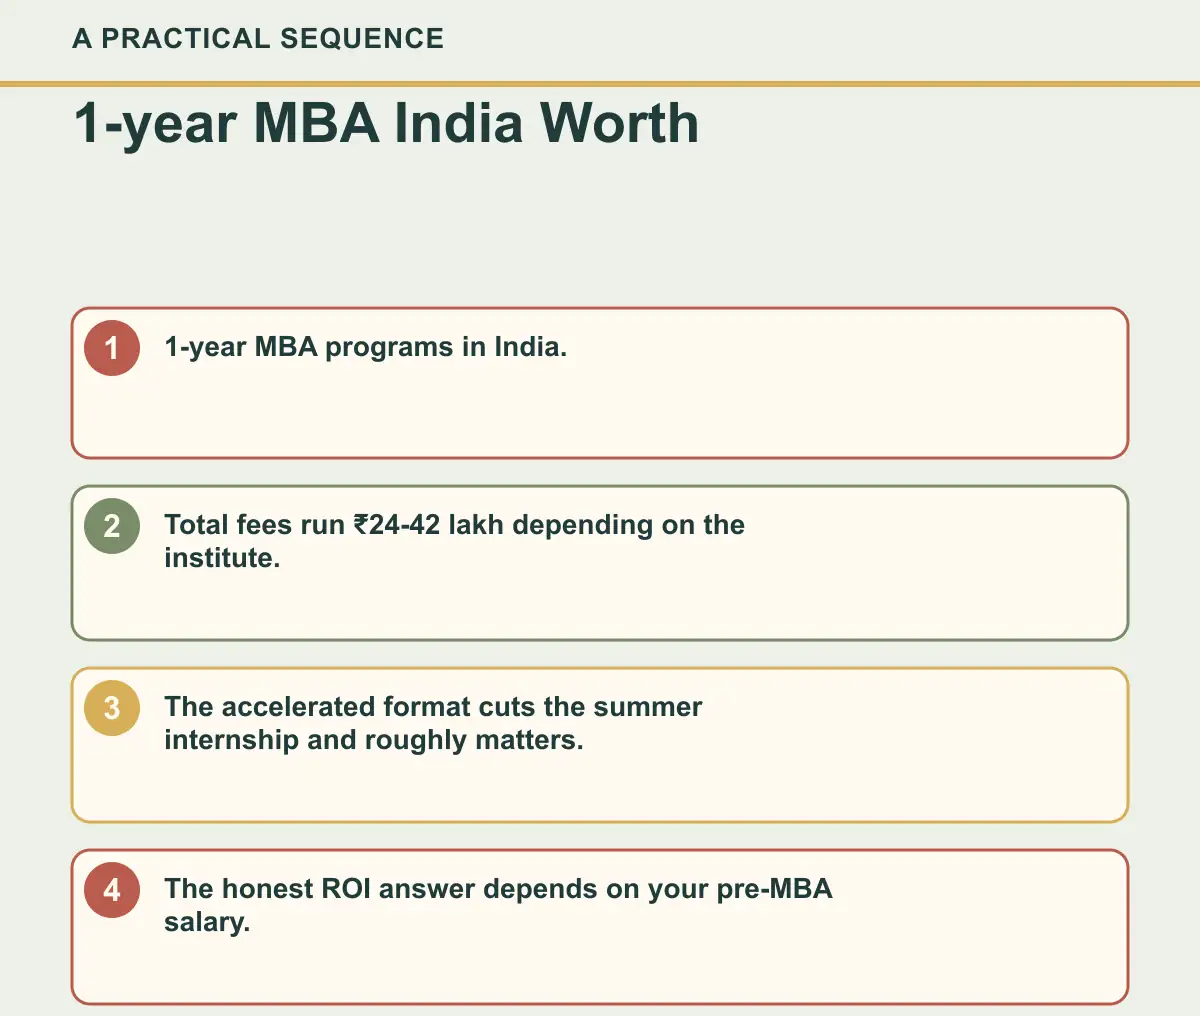 A PRACTICAL SEQUENCE
1-year MBA India Worth
1
1-year MBA programs in India.
2
Total fees run ₹24-42 lakh depending on the
institute.
3
The accelerated format cuts the summer
internship and roughly matters.
4
The honest ROI answer depends on your pre-MBA
salary.